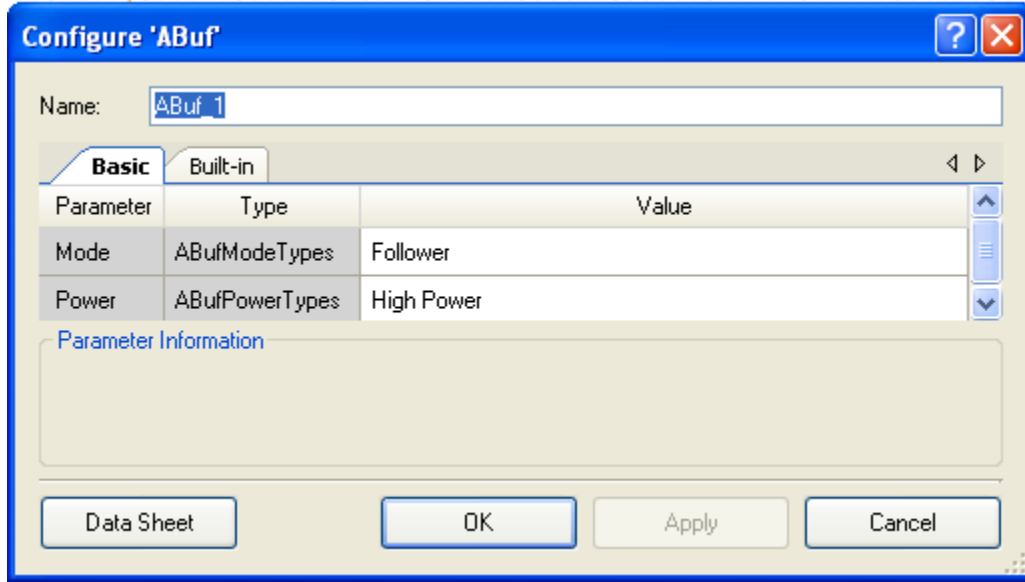 Configure 'ABuf'
Name: ABuf_1
Basic Built-in
Parameter Type Value
Mode ABufModeTypes Follower
Power ABufPowerTypes High Power
Parameter Information
Data Sheet OK Apply Cancel